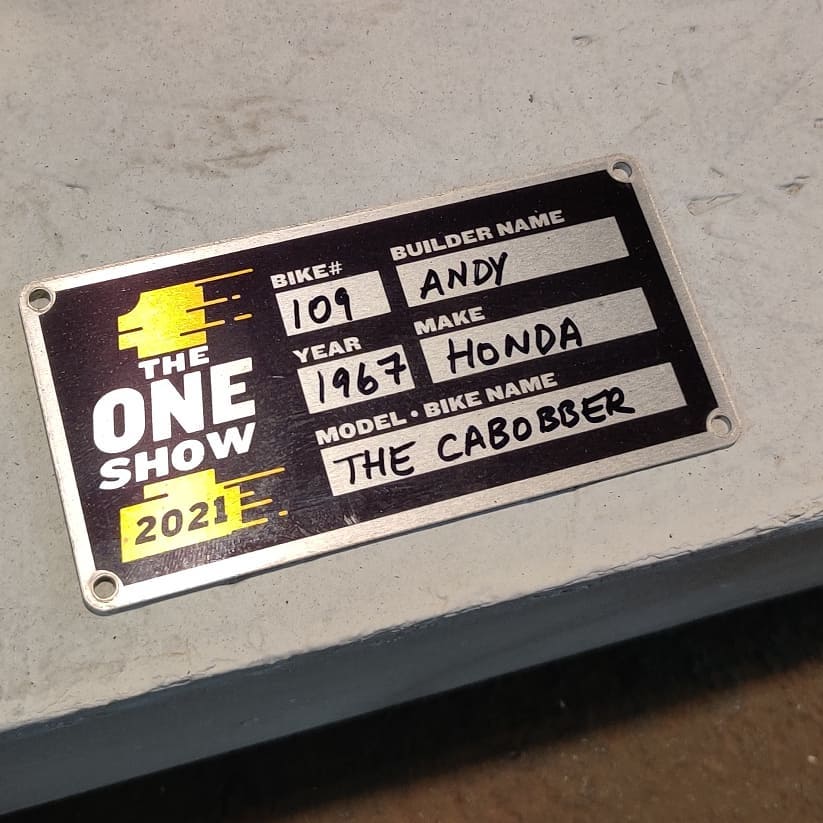 THE
ONE
SHOW
2021
BIKE#
109
BUILDER NAME
ANDY
YEAR
1967
MAKE
HONDA
MODEL • BIKE NAME
THE CABOBBER